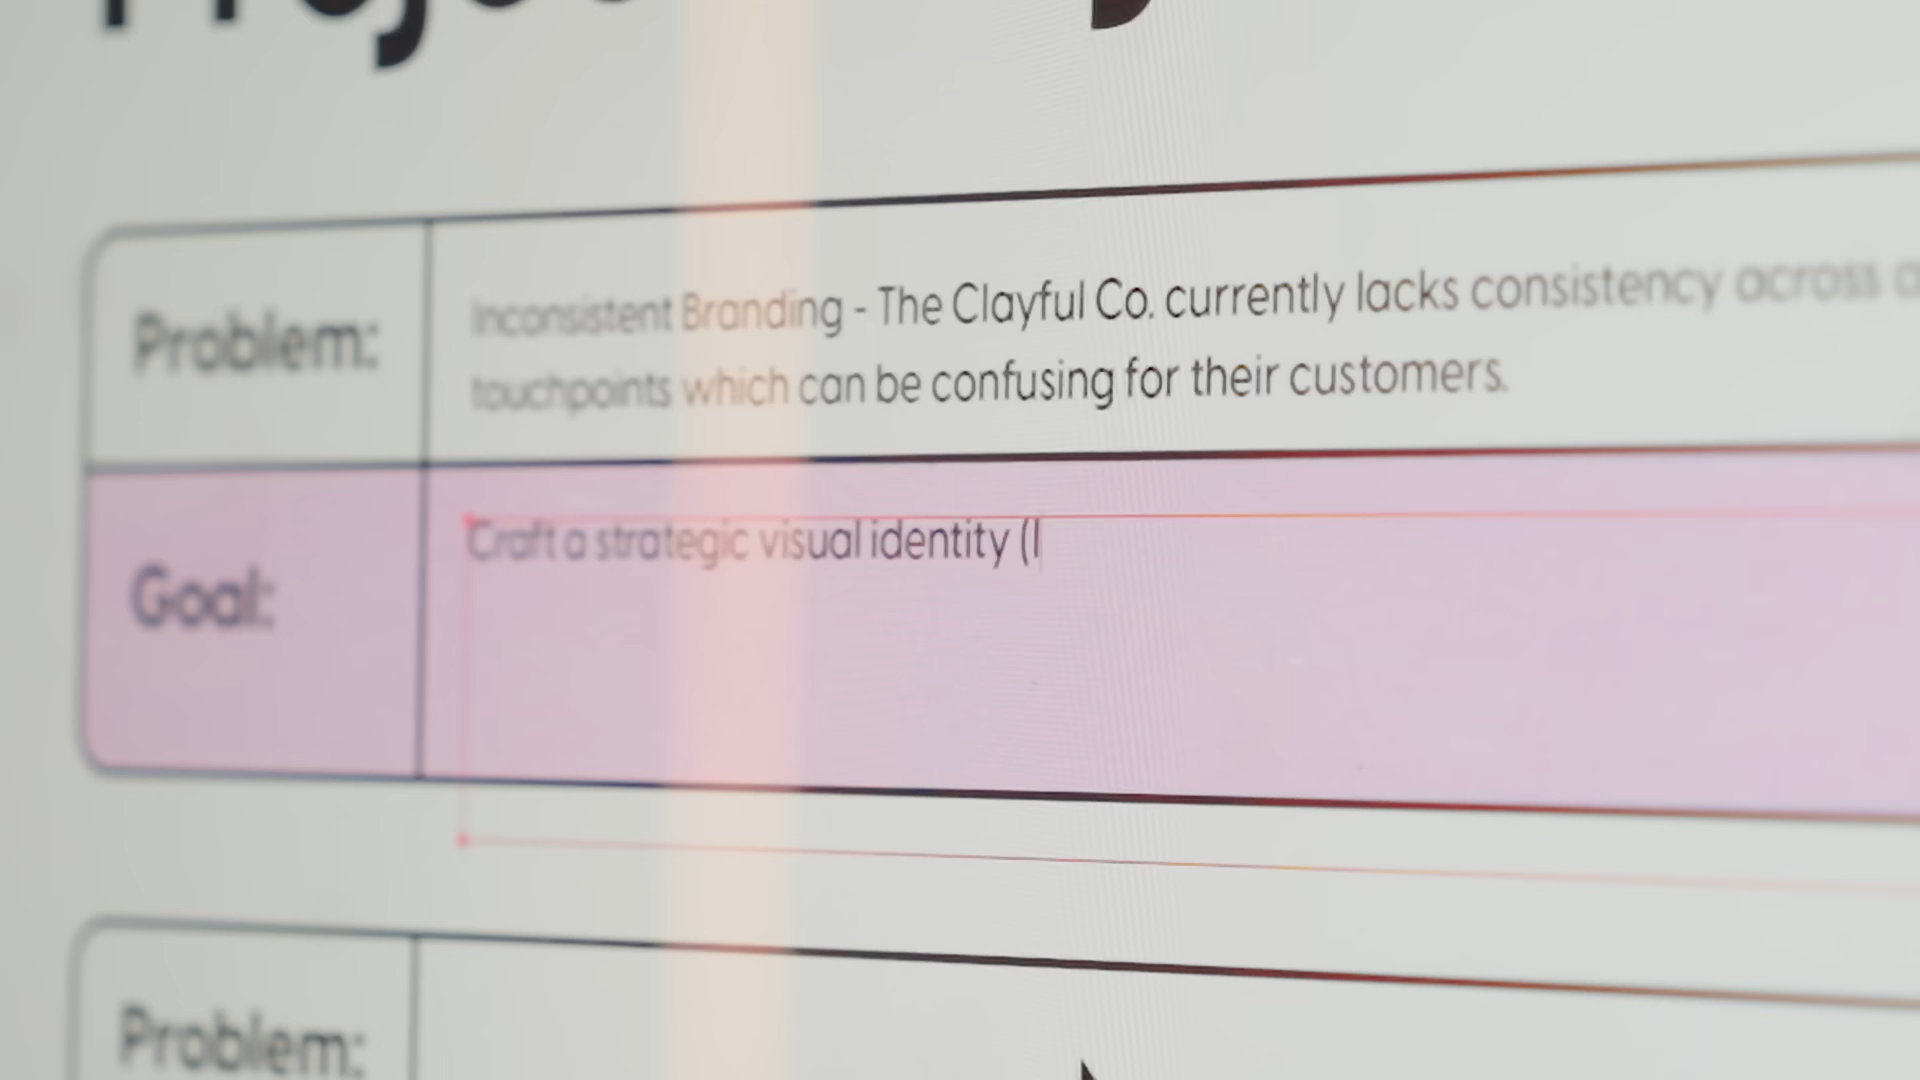 Problem:
Inconsistent Branding - The Clayful Co. currently lacks consistency across
touchpoints which can be confusing for their customers.
Goal:
Craft a strategic visual identity (l
Problem: